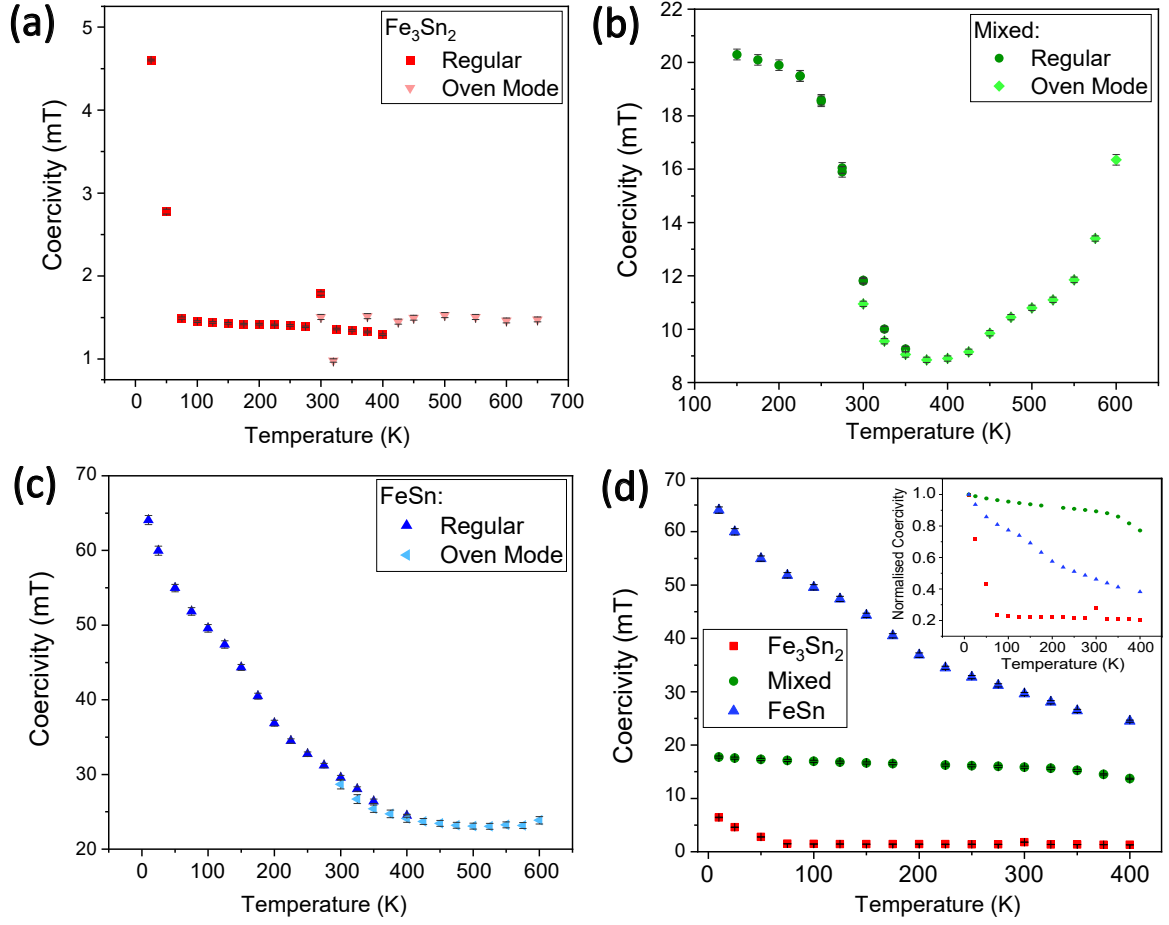 (a)
Fe₃Sn₂
Regular
Oven Mode
Coercivity (mT)
5
4
3
2
1
0 100 200 300 400 500 600 700
Temperature (K)
(b)
Mixed:
Regular
Oven Mode
Coercivity (mT)
22
20
18
16
14
12
10
8
100 200 300 400 500 600
Temperature (K)
(c)
FeSn:
Regular
Oven Mode
Coercivity (mT)
70
60
50
40
30
20
0 100 200 300 400 500 600
Temperature (K)
(d)
Fe₃Sn₂
Mixed
FeSn
Coercivity (mT)
70
60
50
40
30
20
10
0
0 100 200 300 400
Temperature (K)
Normalised Coercivity
1.0
0.8
0.6
0.4
0.2
0 100 200 300 400
Temperature (K)